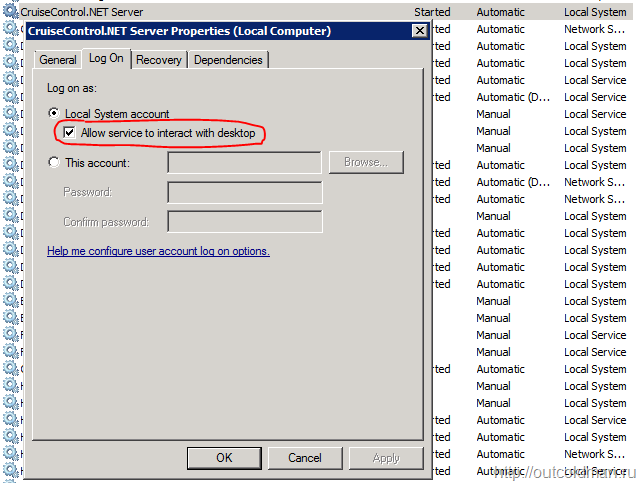 CruiseControl.NET Server Started Automatic Local System
CruiseControl.NET Server Properties (Local Computer)
General Log On Recovery Dependencies
Log on as:
Local System account
Allow service to interact with desktop
This account: Browse...
Password:
Confirm password:
Help me configure user account log on options.
OK Cancel Apply
rted Automatic Network S...
rted Automatic Local System
rted Automatic Local System
rted Automatic Local Service
rted Automatic (D... Local System
Manual Local Service
Manual Local System
Manual Local System
rted Automatic Local System
rted Automatic (D... Network S...
rted Automatic Network S...
Manual Local System
rted Automatic Local System
rted Automatic Local System
rted Automatic Local System
rted Automatic Local System
Manual Local System
Manual Local System
Manual Local Service
Manual Local Service
rted Automatic Local System
Manual Local System
Manual Local System
rted Automatic Local Service
rted Automatic Local System
rted Automatic Network S...
rted Automatic Local Service
http://outcoldman.ru